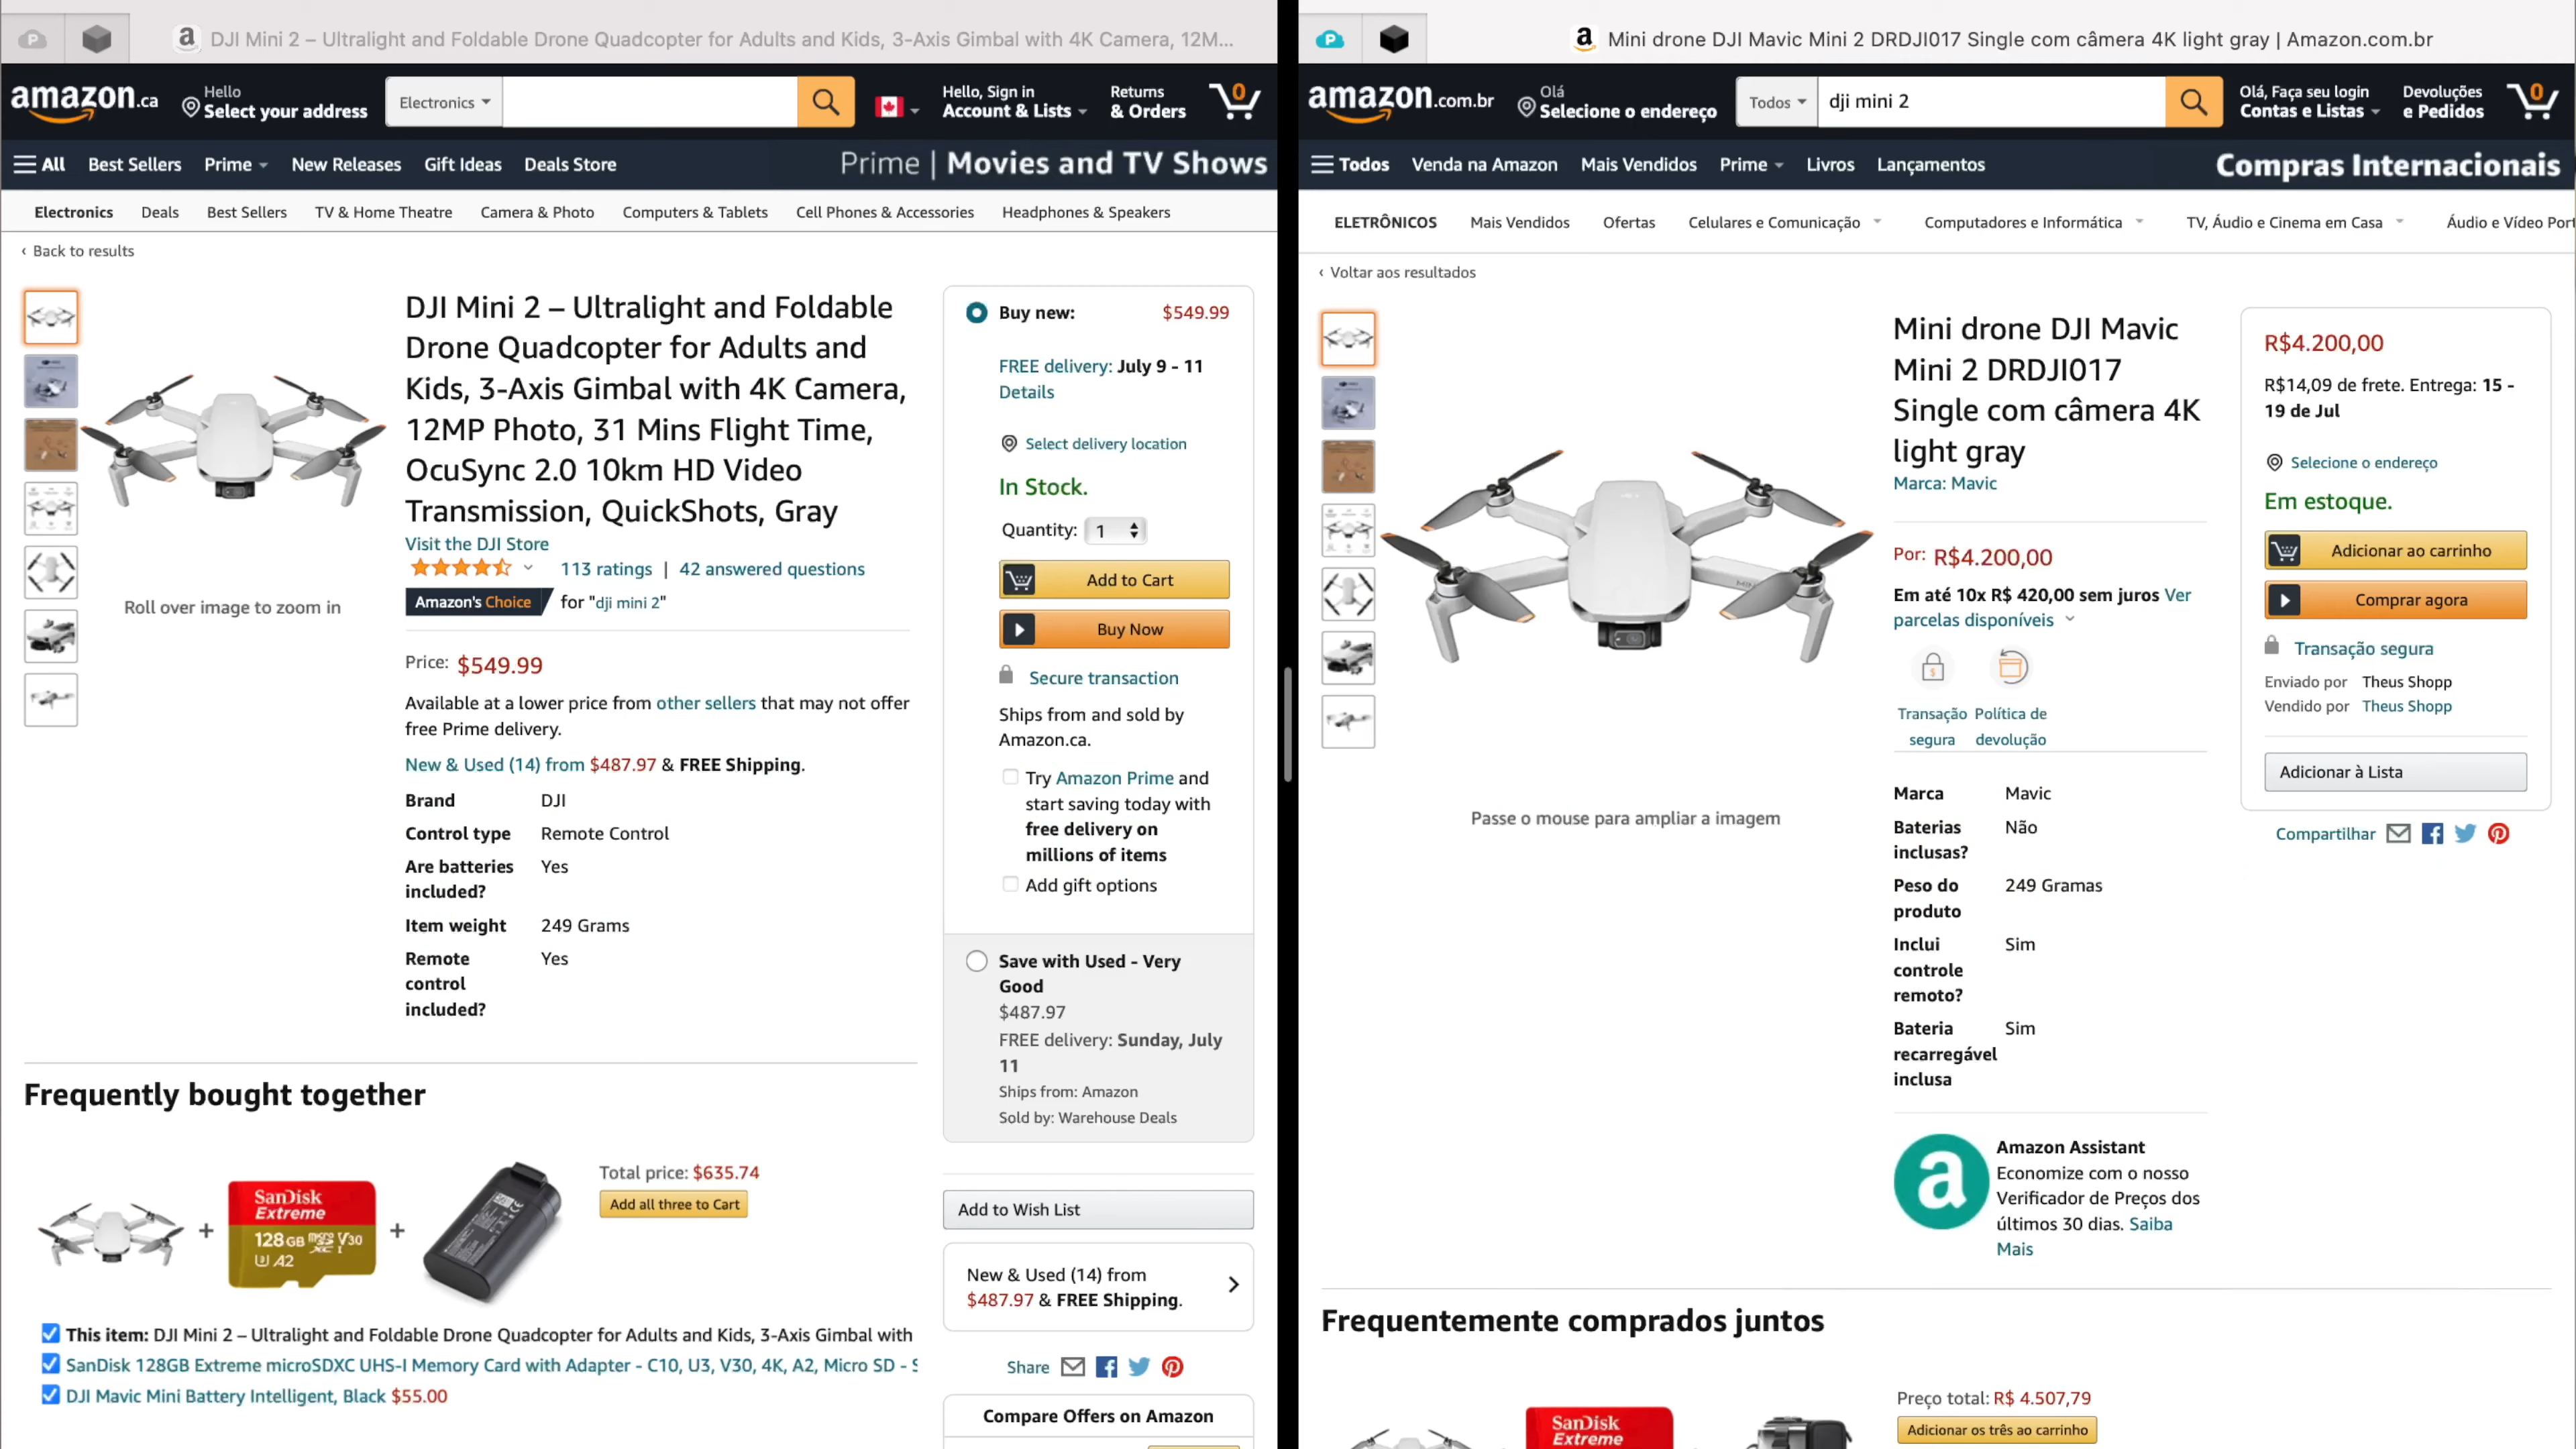 DJI Mini 2 – Ultralight and Foldable Drone Quadcopter for Adults and Kids, 3-Axis Gimbal with 4K Camera, 12M...
amazon.ca
Hello
Select your address
Electronics
Hello, Sign in
Account & Lists
Returns
& Orders
0
All
Best Sellers
Prime
New Releases
Gift Ideas
Deals Store
Prime | Movies and TV Shows
Electronics
Deals
Best Sellers
TV & Home Theatre
Camera & Photo
Computers & Tablets
Cell Phones & Accessories
Headphones & Speakers
‹ Back to results
Roll over image to zoom in
DJI Mini 2 – Ultralight and Foldable
Drone Quadcopter for Adults and
Kids, 3-Axis Gimbal with 4K Camera,
12MP Photo, 31 Mins Flight Time,
OcuSync 2.0 10km HD Video
Transmission, QuickShots, Gray
Visit the DJI Store
113 ratings | 42 answered questions
Amazon's Choice for "dji mini 2"
Price: $549.99
Available at a lower price from other sellers that may not offer
free Prime delivery.
New & Used (14) from $487.97 & FREE Shipping.
Brand DJI
Control type Remote Control
Are batteries Yes
included?
Item weight 249 Grams
Remote Yes
control
included?
Buy new: $549.99
FREE delivery: July 9 - 11
Details
Select delivery location
In Stock.
Quantity: 1
Add to Cart
Buy Now
Secure transaction
Ships from and sold by
Amazon.ca.
Try Amazon Prime and
start saving today with
free delivery on
millions of items
Add gift options
Save with Used - Very
Good
$487.97
FREE delivery: Sunday, July
11
Ships from: Amazon
Sold by: Warehouse Deals
Add to Wish List
New & Used (14) from
$487.97 & FREE Shipping.
Share
Compare Offers on Amazon
Frequently bought together
SanDisk
Extreme
128GB micro SD XC I V30
U3 A2
Total price: $635.74
Add all three to Cart
This item: DJI Mini 2 – Ultralight and Foldable Drone Quadcopter for Adults and Kids, 3-Axis Gimbal with
SanDisk 128GB Extreme microSDXC UHS-I Memory Card with Adapter - C10, U3, V30, 4K, A2, Micro SD - S
DJI Mavic Mini Battery Intelligent, Black $55.00
Mini drone DJI Mavic Mini 2 DRDJI017 Single com câmera 4K light gray | Amazon.com.br
amazon.com.br
Olá
Selecione o endereço
Todos
dji mini 2
Olá, Faça seu login
Contas e Listas
Devoluções
e Pedidos
0
Todos
Venda na Amazon
Mais Vendidos
Prime
Livros
Lançamentos
Compras Internacionais
ELETRÔNICOS
Mais Vendidos
Ofertas
Celulares e Comunicação
Computadores e Informática
TV, Áudio e Cinema em Casa
Áudio e Vídeo Port
‹ Voltar aos resultados
Passe o mouse para ampliar a imagem
Mini drone DJI Mavic
Mini 2 DRDJI017
Single com câmera 4K
light gray
Marca: Mavic
Por: R$4.200,00
Em até 10x R$ 420,00 sem juros Ver
parcelas disponíveis
Transação
segura
Política de
devolução
Marca Mavic
Baterias Não
inclusas?
Peso do 249 Gramas
produto
Inclui Sim
controle
remoto?
Bateria Sim
recarregável
inclusa
Amazon Assistant
Economize com o nosso
Verificador de Preços dos
últimos 30 dias. Saiba
Mais
R$4.200,00
R$14,09 de frete. Entrega: 15 -
19 de Jul
Selecione o endereço
Em estoque.
Adicionar ao carrinho
Comprar agora
Transação segura
Enviado por Theus Shopp
Vendido por Theus Shopp
Adicionar à Lista
Compartilhar
Frequentemente comprados juntos
SanDisk
Extreme
Preço total: R$ 4.507,79
Adicionar os três ao carrinho